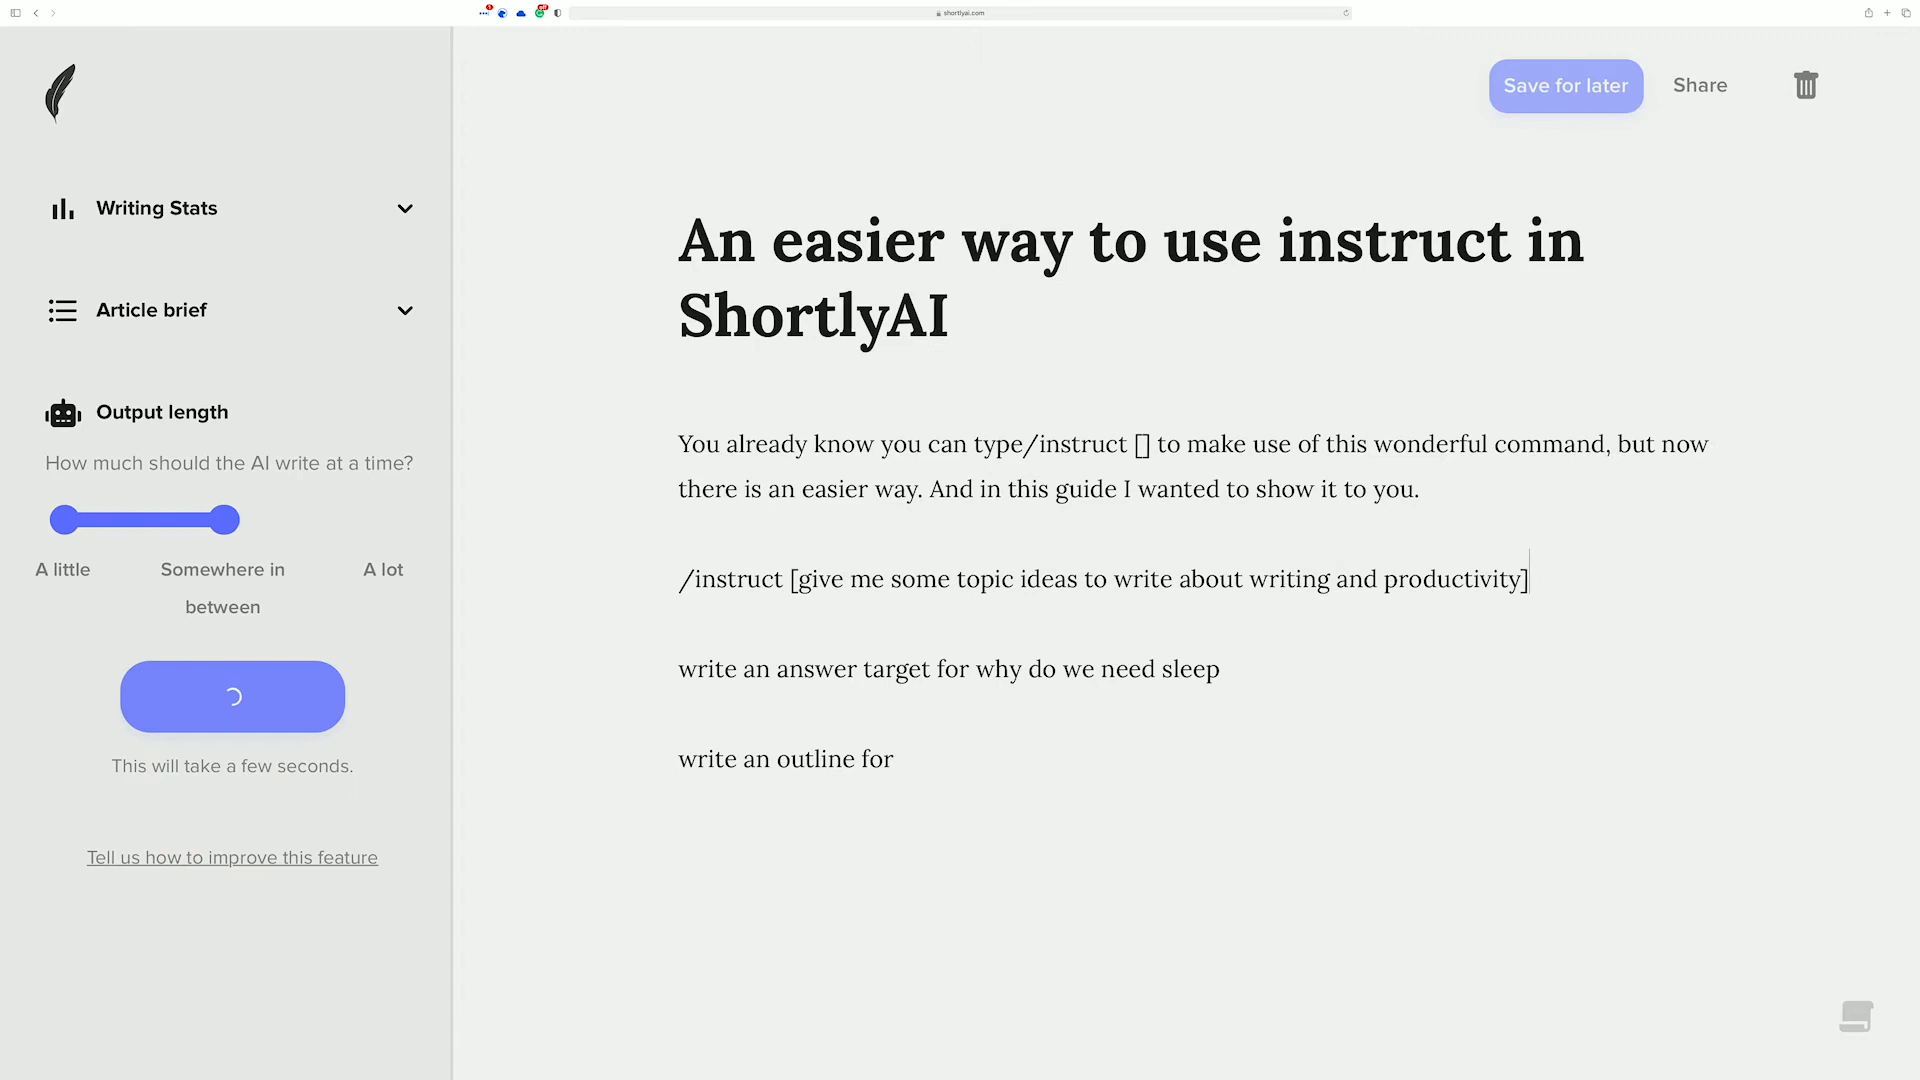 shortlyai.com
Save for later
Share
Writing Stats
Article brief
Output length
How much should the AI write at a time?
A little
Somewhere in
between
A lot
This will take a few seconds.
Tell us how to improve this feature
An easier way to use instruct in
ShortlyAI
You already know you can type/instruct [] to make use of this wonderful command, but now
there is an easier way. And in this guide I wanted to show it to you.
/instruct [give me some topic ideas to write about writing and productivity]
write an answer target for why do we need sleep
write an outline for